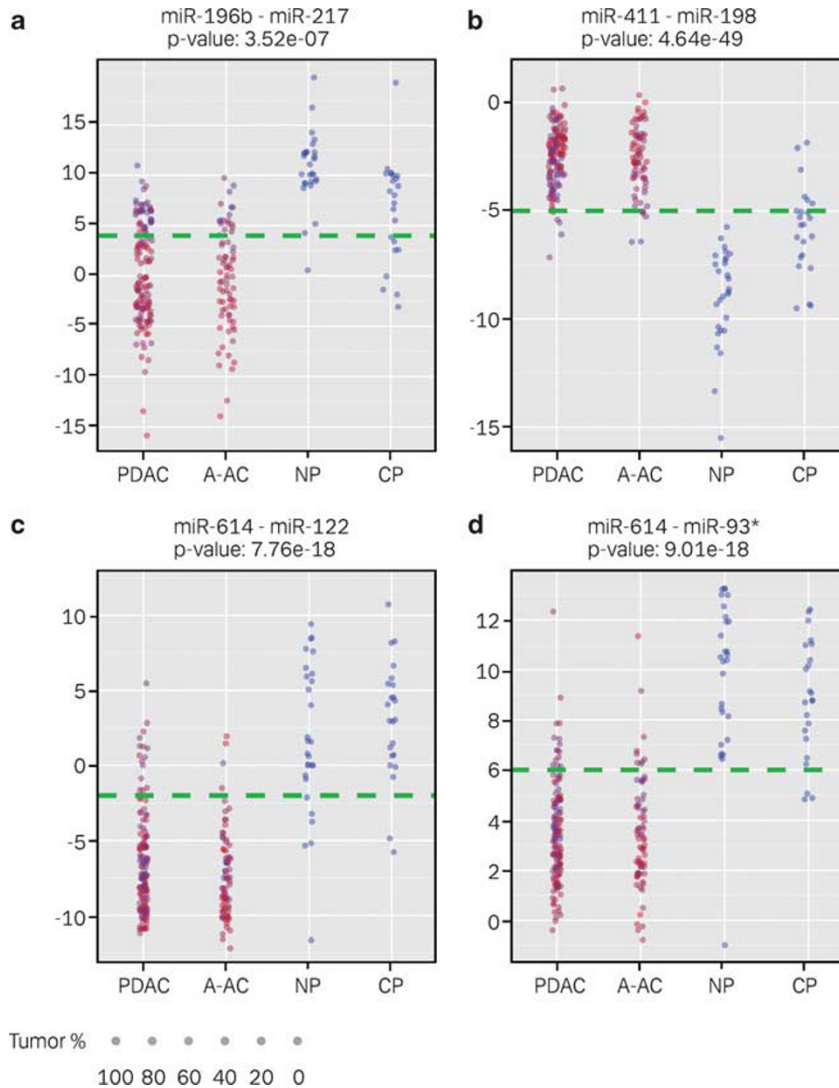 a
miR-196b - miR-217
p-value: 3.52e-07
15
10
5
0
-5
-10
-15
PDAC A-AC NP CP
b
miR-411 - miR-198
p-value: 4.64e-49
0
-5
-10
-15
PDAC A-AC NP CP
c
miR-614 - miR-122
p-value: 7.76e-18
10
5
0
-5
-10
PDAC A-AC NP CP
d
miR-614 - miR-93*
p-value: 9.01e-18
12
10
8
6
4
2
0
PDAC A-AC NP CP
Tumor %
100 80 60 40 20 0